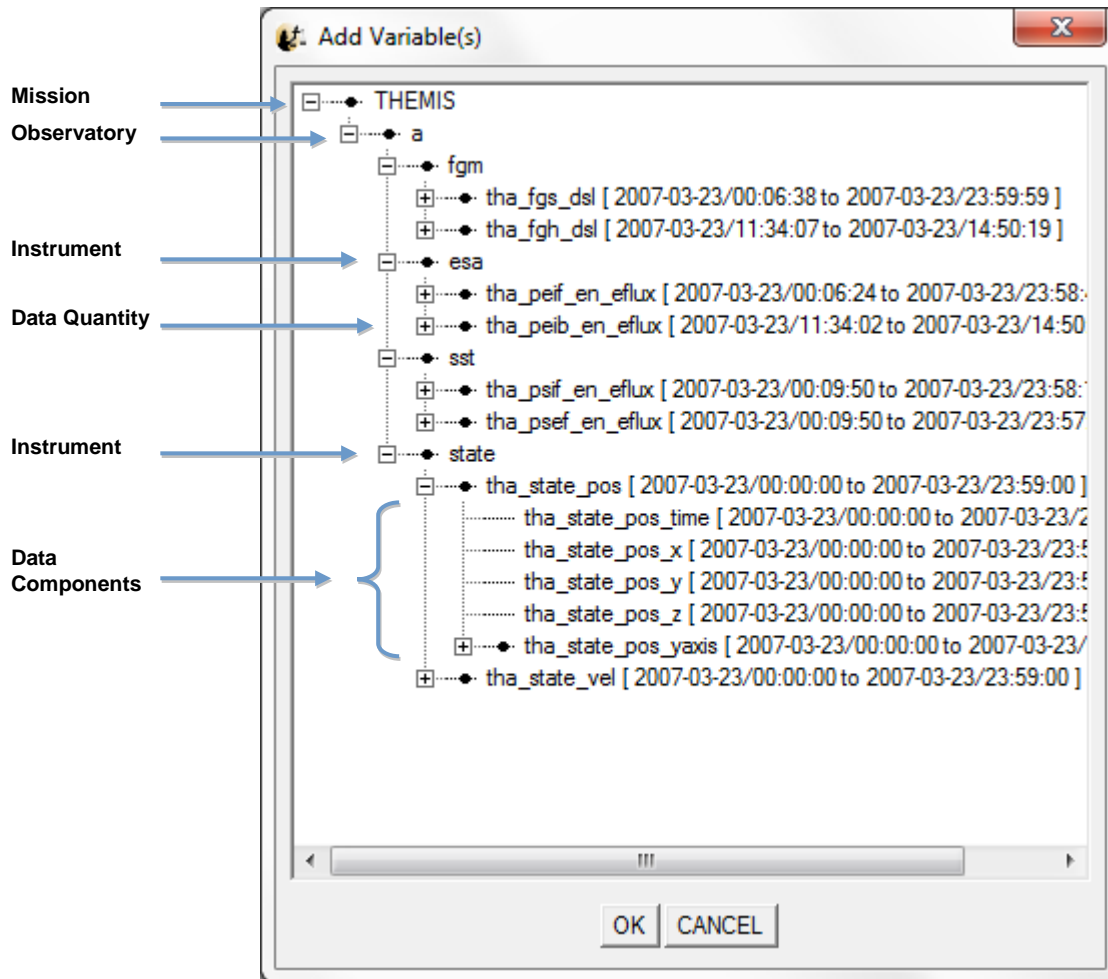 Add Variable(s)
Mission
THEMIS
Observatory
a
fgm
tha_fgs_dsl [ 2007-03-23/00:06:38 to 2007-03-23/23:59:59 ]
tha_fgh_dsl [ 2007-03-23/11:34:07 to 2007-03-23/14:50:19 ]
Instrument
esa
tha_peif_en_eflux [ 2007-03-23/00:06:24 to 2007-03-23/23:58:
Data Quantity
tha_peib_en_eflux [ 2007-03-23/11:34:02 to 2007-03-23/14:50
sst
tha_psif_en_eflux [ 2007-03-23/00:09:50 to 2007-03-23/23:58:
tha_psef_en_eflux [ 2007-03-23/00:09:50 to 2007-03-23/23:57
Instrument
state
tha_state_pos [ 2007-03-23/00:00:00 to 2007-03-23/23:59:00 ]
tha_state_pos_time [ 2007-03-23/00:00:00 to 2007-03-23/2
tha_state_pos_x [ 2007-03-23/00:00:00 to 2007-03-23/23:5
Data
Components
tha_state_pos_y [ 2007-03-23/00:00:00 to 2007-03-23/23:5
tha_state_pos_z [ 2007-03-23/00:00:00 to 2007-03-23/23:5
tha_state_pos_yaxis [ 2007-03-23/00:00:00 to 2007-03-23/
tha_state_vel [ 2007-03-23/00:00:00 to 2007-03-23/23:59:00 ]
OK
CANCEL